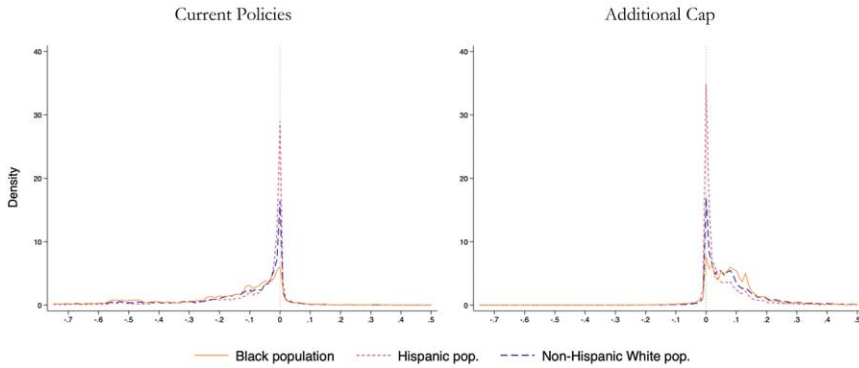 Current Policies
Additional Cap
Density
40
30
20
10
0
-.7 -.6 -.5 -.4 -.3 -.2 -.1 0 .1 .2 .3 .4 .5
40
30
20
10
0
-.7 -.6 -.5 -.4 -.3 -.2 -.1 0 .1 .2 .3 .4 .5
Black population Hispanic pop. Non-Hispanic White pop.